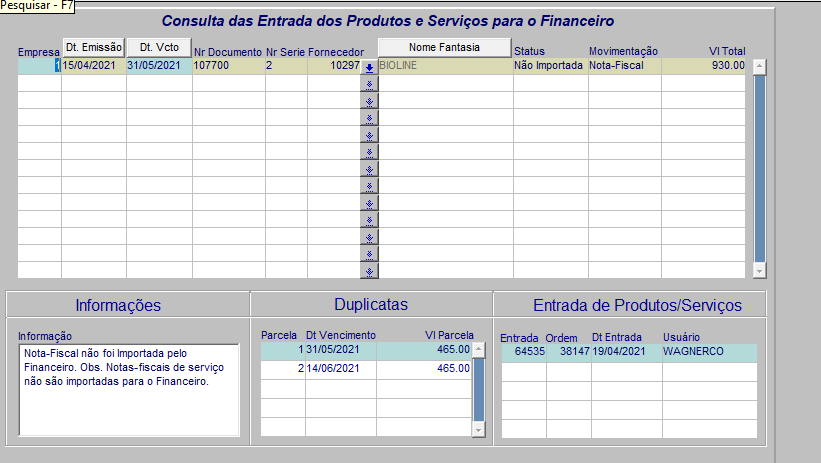 Pesquisar - F7
Consulta das Entrada dos Produtos e Serviços para o Financeiro
Empresa Dt. Emissão Dt. Vcto Nr Documento Nr Serie Fornecedor Nome Fantasia Status Movimentação Vl Total
1 15/04/2021 31/05/2021 107700 2 10297 BIOLINE Não Importada Nota-Fiscal 930.00
Informações Duplicatas Entrada de Produtos/Serviços
Informação
Nota-Fiscal não foi Importada pelo
Financeiro. Obs. Notas-fiscais de serviço
não são importadas para o Financeiro.
Parcela Dt Vencimento Vl Parcela
1 31/05/2021 465.00
2 14/06/2021 465.00
Entrada Ordem Dt Entrada Usuário
64535 38147 19/04/2021 WAGNERCO